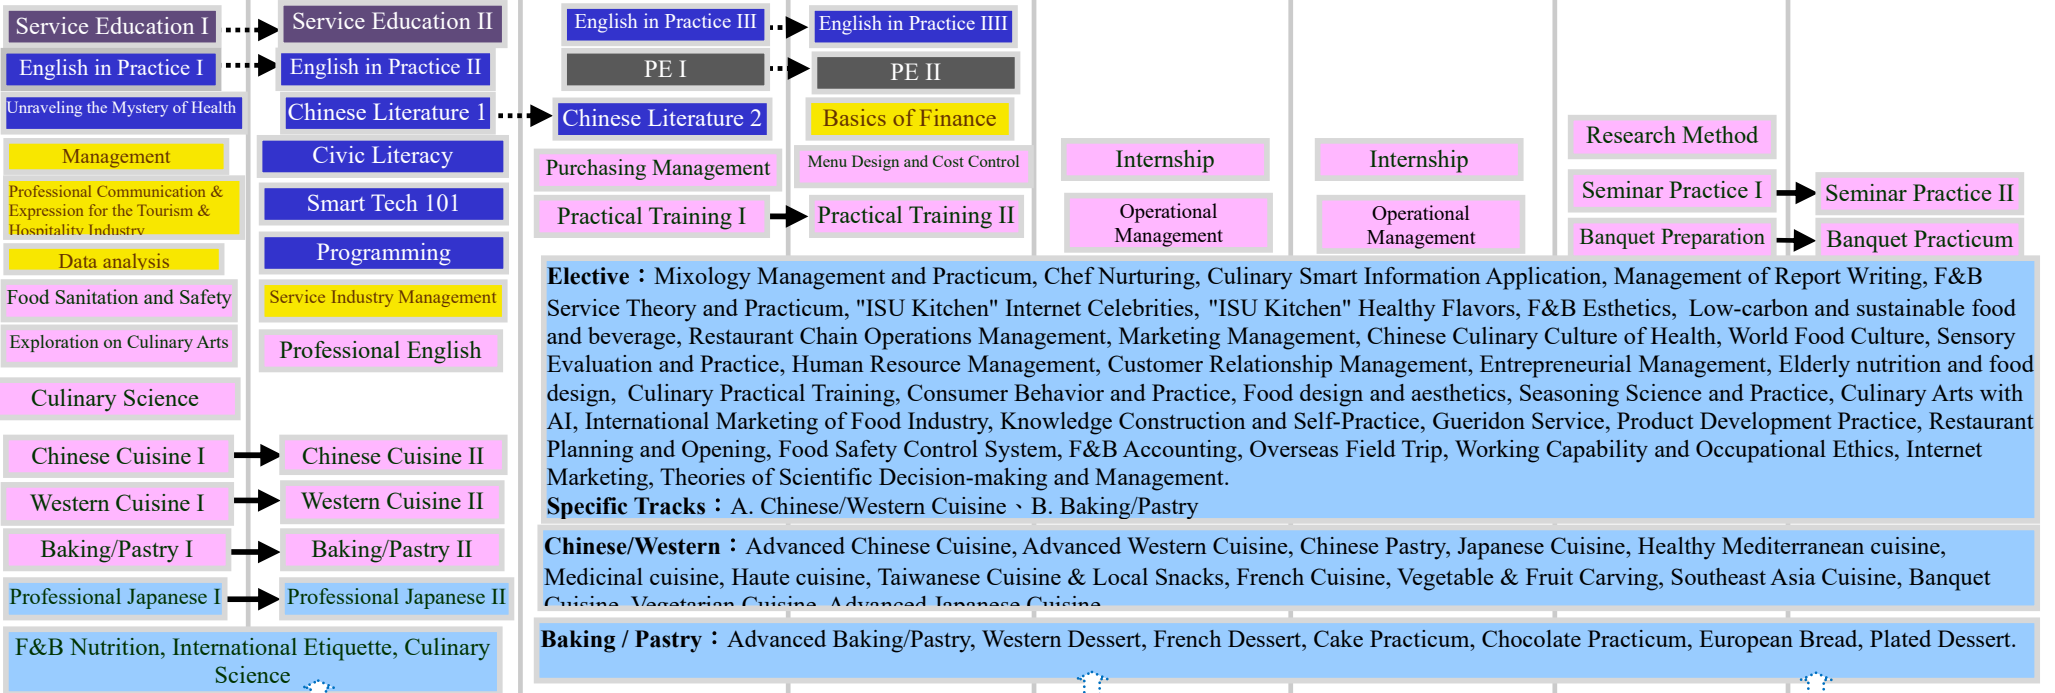 Service Education I
English in Practice I
Unraveling the Mystery of Health
Management
Professional Communication &
Expression for the Tourism &
Hospitality Industry
Data analysis
Food Sanitation and Safety
Exploration on Culinary Arts
Culinary Science
Chinese Cuisine I
Western Cuisine I
Baking/Pastry I
Professional Japanese I
Service Education II
English in Practice II
Chinese Literature 1
Civic Literacy
Smart Tech 101
Programming
Service Industry Management
Professional English
Chinese Cuisine II
Western Cuisine II
Baking/Pastry II
Professional Japanese II
F&B Nutrition, International Etiquette, Culinary
Science
English in Practice III
PE I
Chinese Literature 2
Purchasing Management
Practical Training I
English in Practice IIII
PE II
Basics of Finance
Menu Design and Cost Control
Practical Training II
Internship
Operational
Management
Internship
Operational
Management
Research Method
Seminar Practice I
Banquet Preparation
Seminar Practice II
Banquet Practicum
Elective：Mixology Management and Practicum, Chef Nurturing, Culinary Smart Information Application, Management of Report Writing, F&B
Service Theory and Practicum, "ISU Kitchen" Internet Celebrities, "ISU Kitchen" Healthy Flavors, F&B Esthetics, Low-carbon and sustainable food
and beverage, Restaurant Chain Operations Management, Marketing Management, Chinese Culinary Culture of Health, World Food Culture, Sensory
Evaluation and Practice, Human Resource Management, Customer Relationship Management, Entrepreneurial Management, Elderly nutrition and food
design, Culinary Practical Training, Consumer Behavior and Practice, Food design and aesthetics, Seasoning Science and Practice, Culinary Arts with
AI, International Marketing of Food Industry, Knowledge Construction and Self-Practice, Gueridon Service, Product Development Practice, Restaurant
Planning and Opening, Food Safety Control System, F&B Accounting, Overseas Field Trip, Working Capability and Occupational Ethics, Internet
Marketing, Theories of Scientific Decision-making and Management.
Specific Tracks：A. Chinese/Western Cuisine、B. Baking/Pastry
Chinese/Western：Advanced Chinese Cuisine, Advanced Western Cuisine, Chinese Pastry, Japanese Cuisine, Healthy Mediterranean cuisine,
Medicinal cuisine, Haute cuisine, Taiwanese Cuisine & Local Snacks, French Cuisine, Vegetable & Fruit Carving, Southeast Asia Cuisine, Banquet
Cuisine, Vegetarian Cuisine, Advanced Japanese Cuisine
Baking / Pastry：Advanced Baking/Pastry, Western Dessert, French Dessert, Cake Practicum, Chocolate Practicum, European Bread, Plated Dessert.